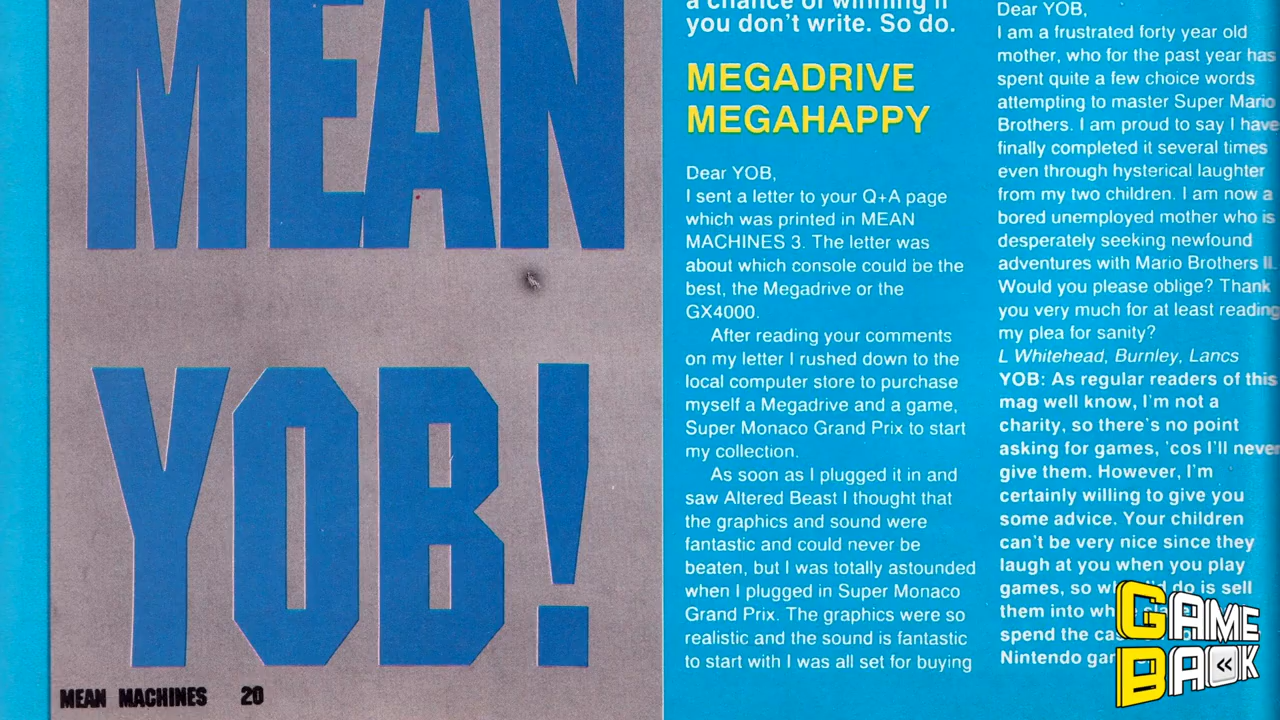 MEAN
YOB!
MEAN MACHINES 20
a chance of winning if
you don't write. So do.
MEGADRIVE
MEGAHAPPY
Dear YOB,
I sent a letter to your Q+A page
which was printed in MEAN
MACHINES 3. The letter was
about which console could be the
best, the Megadrive or the
GX4000.
After reading your comments
on my letter I rushed down to the
local computer store to purchase
myself a Megadrive and a game,
Super Monaco Grand Prix to start
my collection.
As soon as I plugged it in and
saw Altered Beast I thought that
the graphics and sound were
fantastic and could never be
beaten, but I was totally astounded
when I plugged in Super Monaco
Grand Prix. The graphics were so
realistic and the sound is fantastic
to start with I was all set for buying
Dear YOB,
I am a frustrated forty year old
mother, who for the past year has
spent quite a few choice words
attempting to master Super Mario
Brothers. I am proud to say I have
finally completed it several times
even through hysterical laughter
from my two children. I am now a
bored unemployed mother who is
desperately seeking newfound
adventures with Mario Brothers II.
Would you please oblige? Thank
you very much for at least reading
my plea for sanity?
L Whitehead, Burnley, Lancs
YOB: As regular readers of this
mag well know, I'm not a
charity, so there's no point
asking for games, 'cos I'll never
give them. However, I'm
certainly willing to give you
some advice. Your children
can't be very nice since they
laugh at you when you play
games, so do is sell
them into
spend the
Nintendo
GAME
BACK